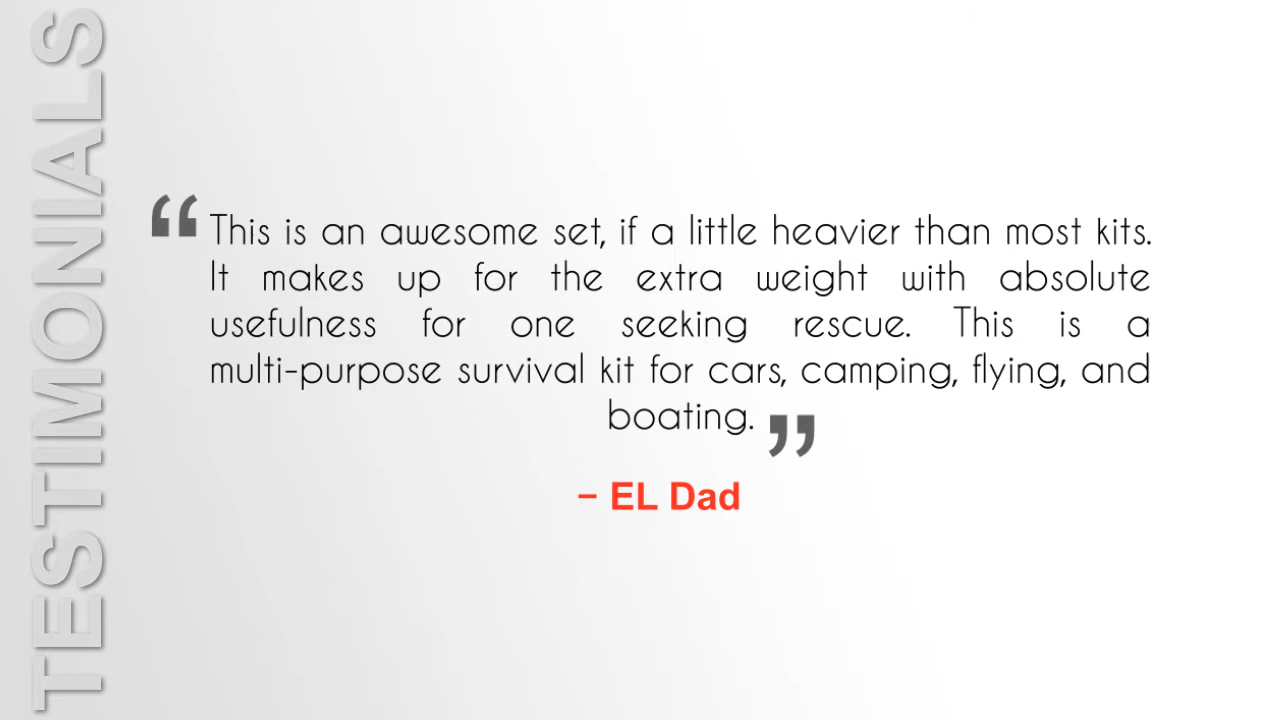 TESTIMONIALS
“This is an awesome set, if a little heavier than most kits.
It makes up for the extra weight with absolute
usefulness for one seeking rescue. This is a
multi-purpose survival kit for cars, camping, flying, and
boating.”
– EL Dad